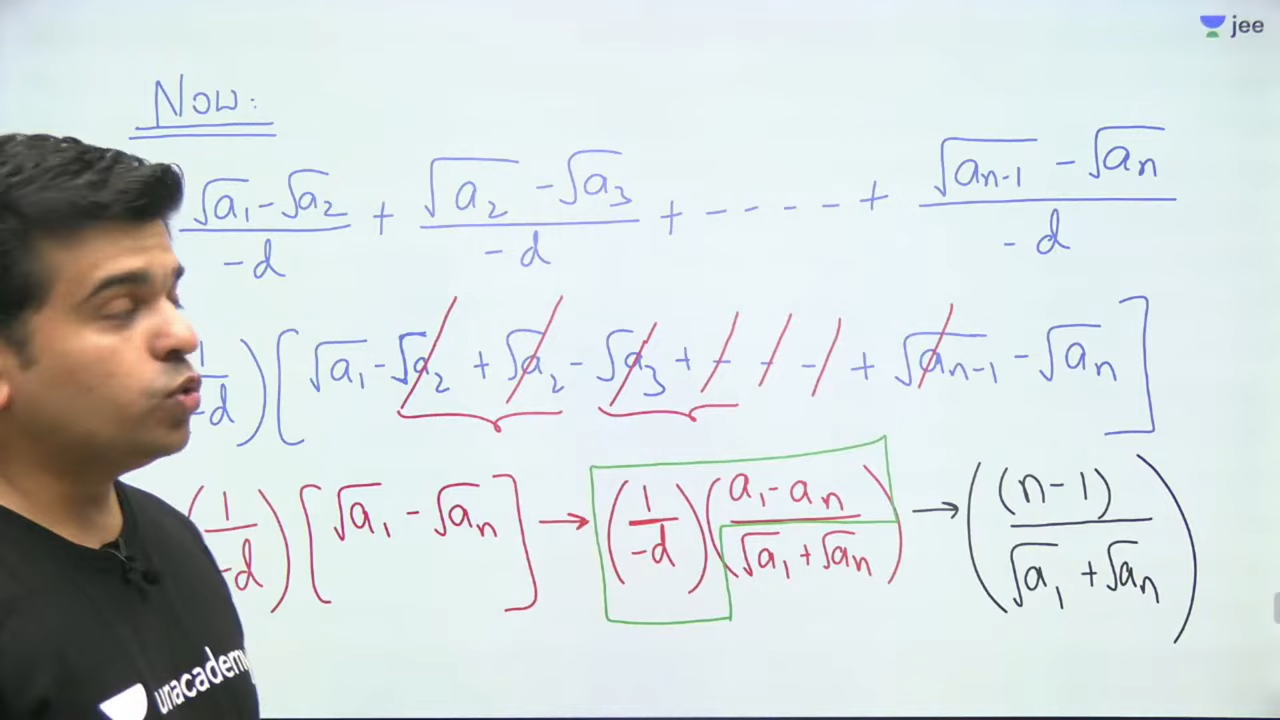 jee
Now:
√a₁-√a₂/-d + √a₂-√a₃/-d + - - - - - + √aₙ₋₁ - √aₙ/-d
(1/-d)[√a₁ - √a₂ + √a₂ - √a₃ + - - - + √aₙ₋₁ - √aₙ]
(1/-d)[√a₁ - √aₙ] → (1/-d)(a₁ - aₙ/√a₁ + √aₙ) → ((n-1)/√a₁ + √aₙ)
unacademy